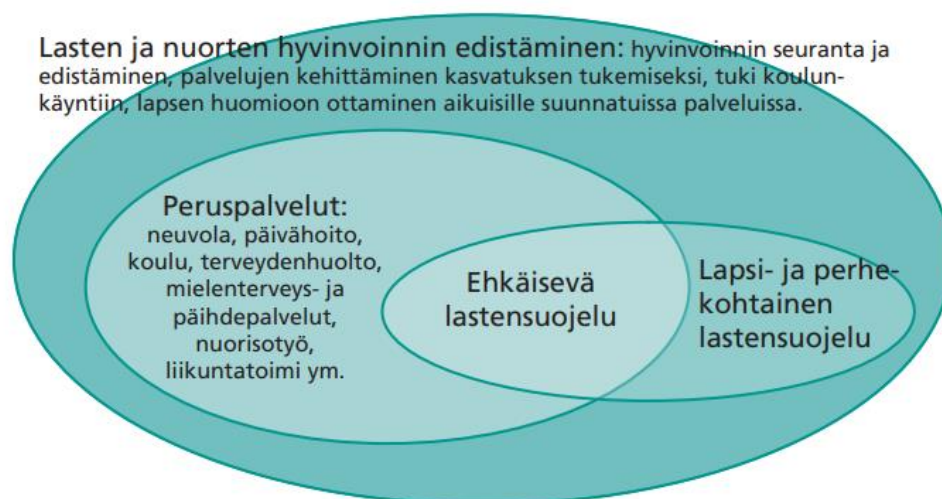 Lasten ja nuorten hyvinvoinnin edistäminen: hyvinvoinnin seuranta ja
edistäminen, palvelujen kehittäminen kasvatuksen tukemiseksi, tuki koulun-
käyntiin, lapsen huomioon ottaminen aikuisille suunnatuissa palveluissa.
Peruspalvelut:
neuvola, päivähoito,
koulu, terveydenhuolto,
mielenterveys- ja
päihdepalvelut,
nuorisotyö,
liikuntatoimi ym.
Ehkäisevä
lastensuojelu
Lapsi- ja perhe-
kohtainen
lastensuojelu